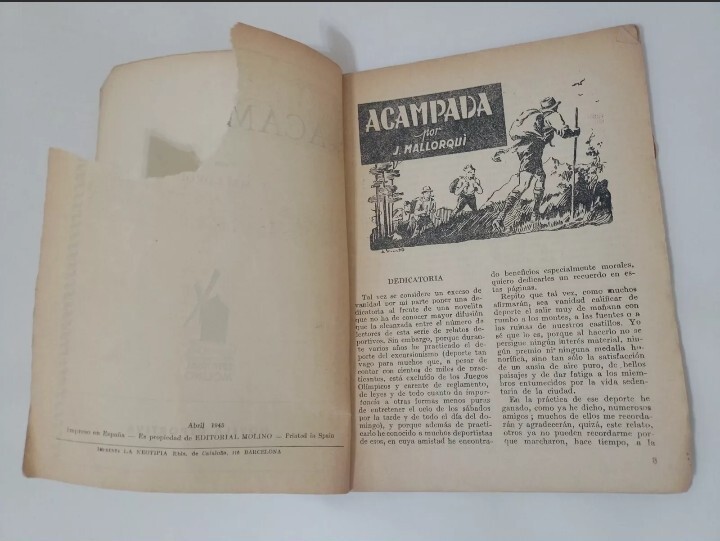 Abril 1943
Impreso en España — Es propiedad de EDITORIAL MOLINO — Printed in Spain
Imprenta: LA NEOTIPIA Rbla. de Cataluña, 116 BARCELONA
ACAMPADA
por
J. MALLORQUÍ
DEDICATORIA
Tal vez se considere un exceso de
vanidad por mi parte poner una de-
dicatoria al frente de una novelita
que no ha de conocer mayor difusión
que la alcanzada entre el número de
lectores de esta serie de relatos de-
portivos. Sin embargo, porque duran-
te varios años he practicado el de-
porte del excursionismo (deporte tan
vago para muchos que, a pesar de
contar con cientos de miles de prac-
ticantes, está excluído de los Juegos
Olímpicos y carente de reglamento,
de leyes y de todo cuanto da impor-
tancia a otras formas menos puras
de entretener el ocio de los sábados
por la tarde y de todo el día del do-
mingo), y porque además de practi-
carlo he conocido a muchos deportistas
de esos, en cuya amistad he encontra-
do beneficios especialmente morales,
quiero dedicarles un recuerdo en es-
tas páginas.
Repito que tal vez, como muchos
afirmarán, sea vanidad calificar de
deporte el salir muy de mañana con
rumbo a los montes, a las fuentes o a
las ruinas de nuestros castillos. Yo
sé que lo es, porque al hacerlo no se
persigue ningún interés material, nin-
gún premio ni ninguna medalla ho-
norífica, sino tan sólo la satisfacción
de un ansia de aire puro, de bellos
paisajes y de dar fatiga a los miem-
bros entumecidos por la vida seden-
taria de la ciudad.
En la práctica de ese deporte he
ganado, como ya he dicho, numerosos
amigos; muchos de ellos me recorda-
rán y agradecerán, quizá, este relato,
otros ya no pueden recordarme por-
que marcharon, hace tiempo, a la